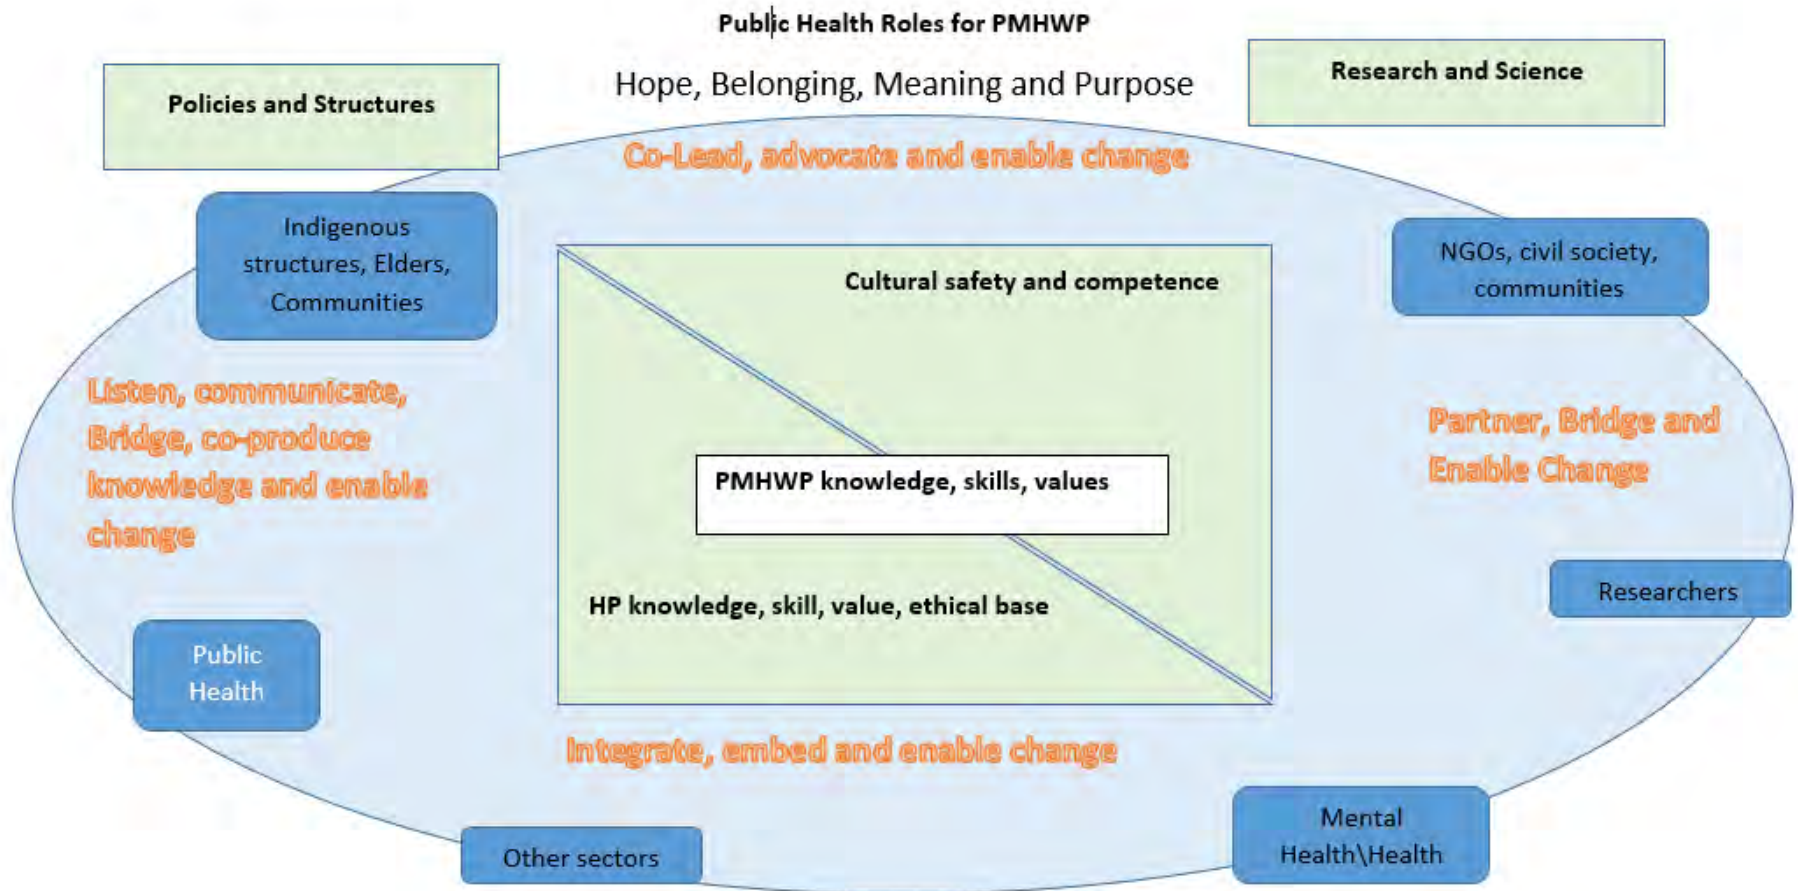 Public Health Roles for PMHWP
Hope, Belonging, Meaning and Purpose
Policies and Structures
Research and Science
Co-Lead, advocate and enable change
Indigenous
structures, Elders,
Communities
NGOs, civil society,
communities
Cultural safety and competence
Listen, communicate,
Bridge, co-produce
knowledge and enable
change
Partner, Bridge and
Enable Change
PMHWP knowledge, skills, values
HP knowledge, skill, value, ethical base
Researchers
Public
Health
Integrate, embed and enable change
Other sectors
Mental
Health\Health